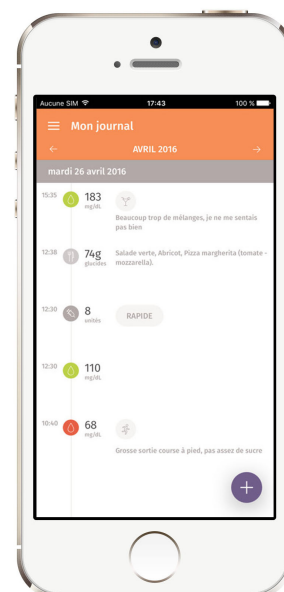 Aucune SIM 17:43 100 %
Mon journal
← AVRIL 2016 →
mardi 26 avril 2016
15:35 183
mg/dL
Beaucoup trop de mélanges, je ne me sentais
pas bien
12:38 74g Salade verte, Abricot, Pizza margherita (tomate –
glucides mozzarella).
12:30 8
unités
RAPIDE
12:30 110
mg/dL
10:40 68
mg/dL
Grosse sortie course à pied, pas assez de sucre
+